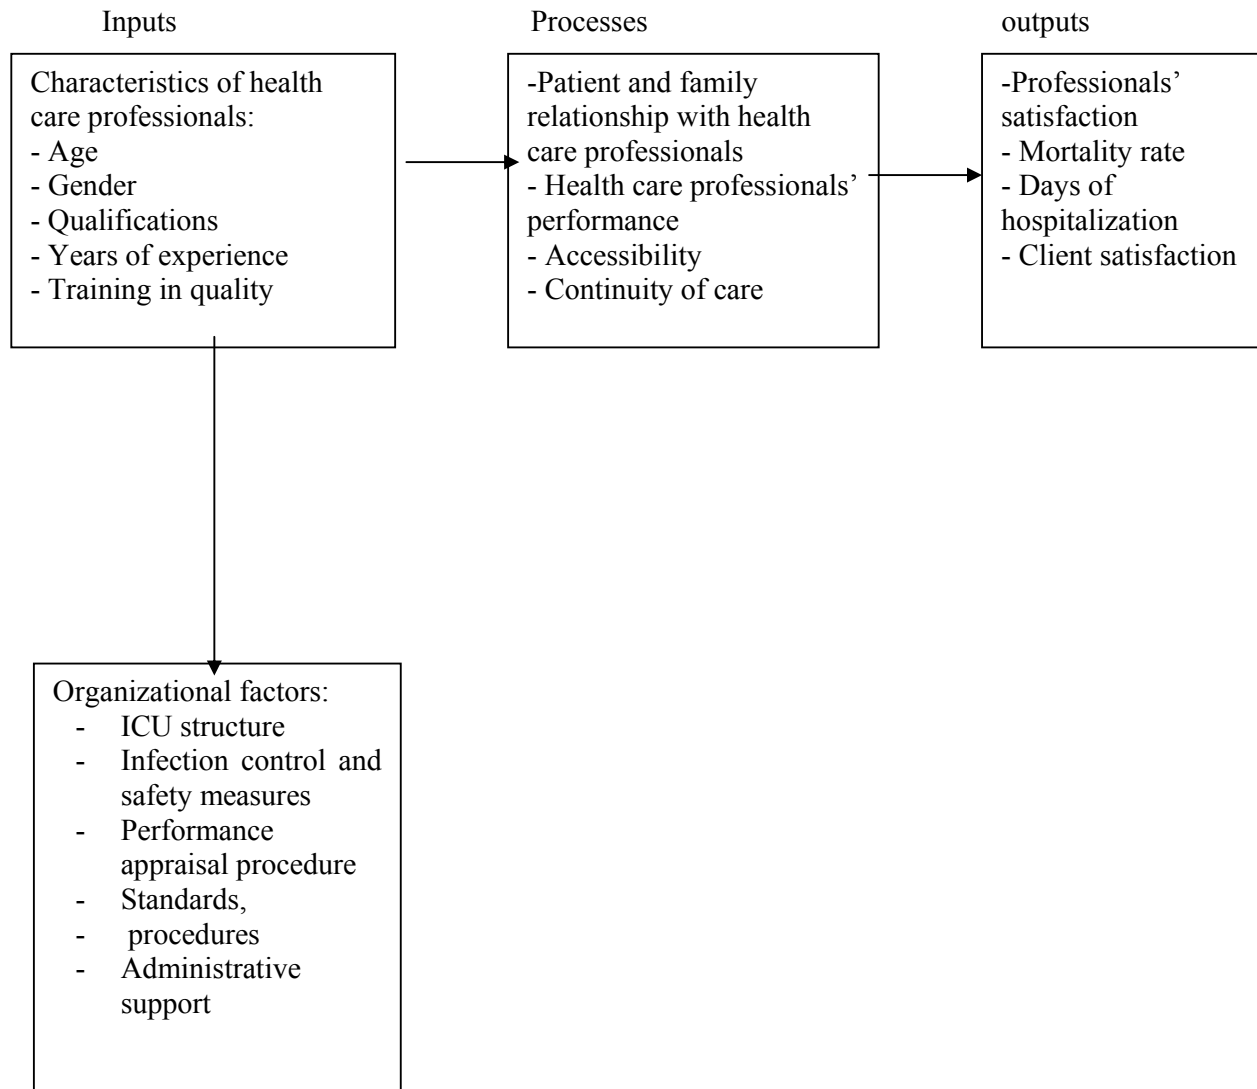 Inputs
Processes
outputs
Characteristics of health
care professionals:
- Age
- Gender
- Qualifications
- Years of experience
- Training in quality
-Patient and family
relationship with health
care professionals
- Health care professionals’
performance
- Accessibility
- Continuity of care
-Professionals’
satisfaction
- Mortality rate
- Days of
hospitalization
- Client satisfaction
Organizational factors:
- ICU structure
- Infection control and
safety measures
- Performance
appraisal procedure
- Standards,
- procedures
- Administrative
support